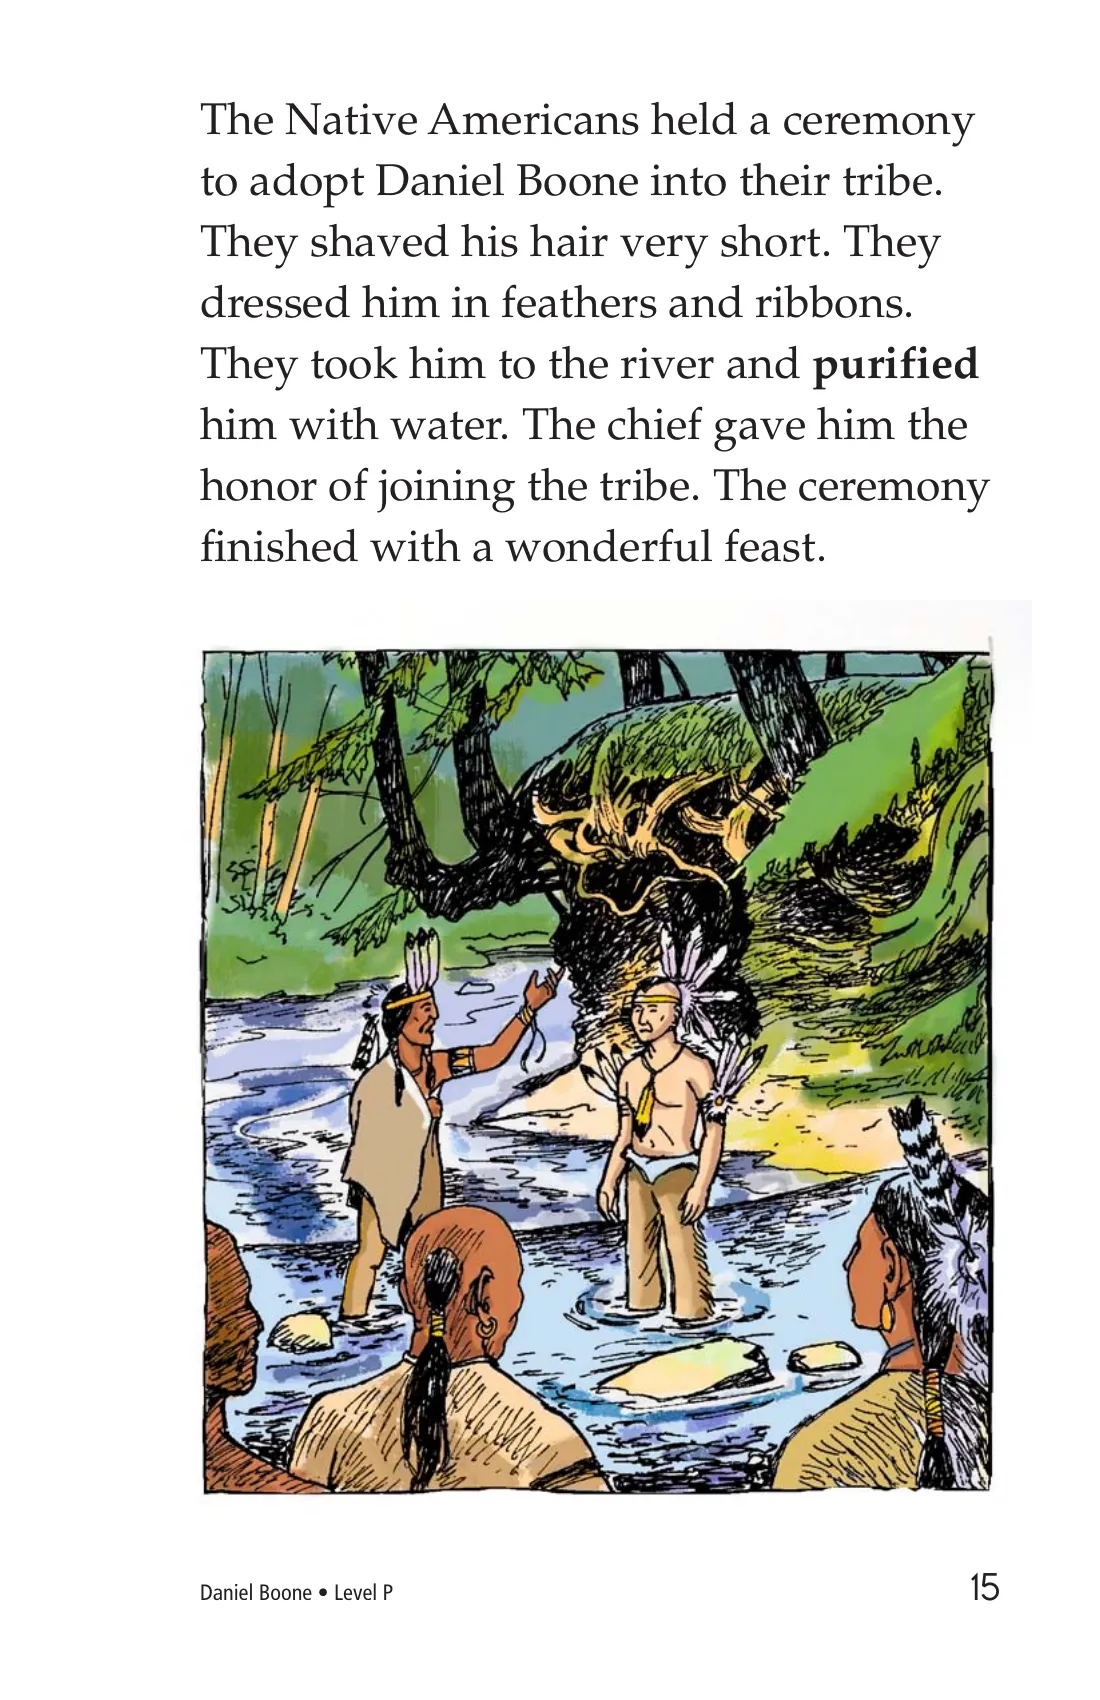 The Native Americans held a ceremony
to adopt Daniel Boone into their tribe.
They shaved his hair very short. They
dressed him in feathers and ribbons.
They took him to the river and purified
him with water. The chief gave him the
honor of joining the tribe. The ceremony
finished with a wonderful feast.
Daniel Boone • Level P
15